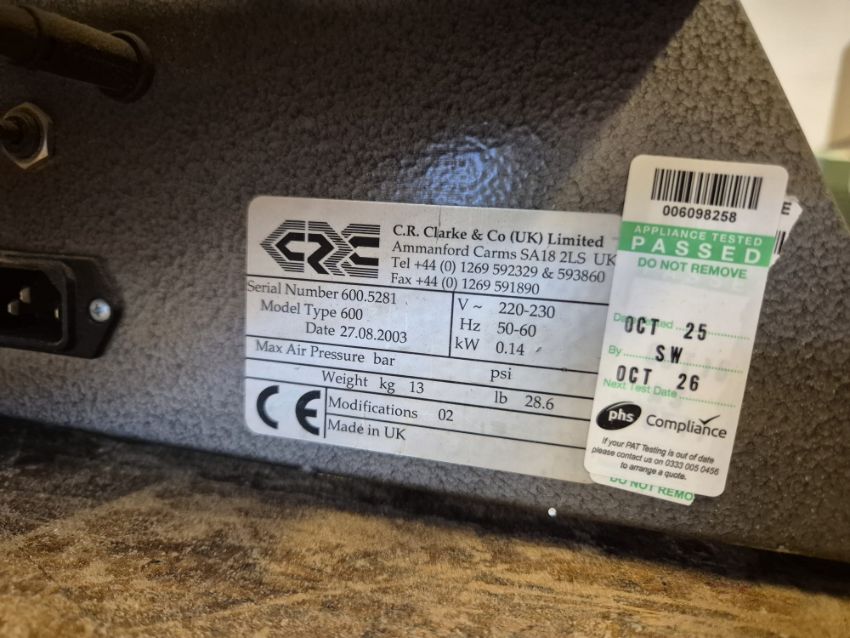 CRC
C.R. Clarke & Co (UK) Limited
Ammanford Carms SA18 2LS UK
Tel +44 (0) 1269 592329 & 593860
Fax +44 (0) 1269 591890
Serial Number 600.5281
Model Type 600
Date 27.08.2003
V ~ 220-230
Hz 50-60
kW 0.14
Max Air Pressure bar psi
Weight kg 13 lb 28.6
CE
Modifications 02
Made in UK
006098258
APPLIANCE TESTED
PASSED
DO NOT REMOVE
OCT 25
By SW
OCT 26
Next Test Date
phs Compliance
If your PAT Testing is out of date
please contact us on 0333 005 0456
to arrange a quote.
DO NOT REMO
E